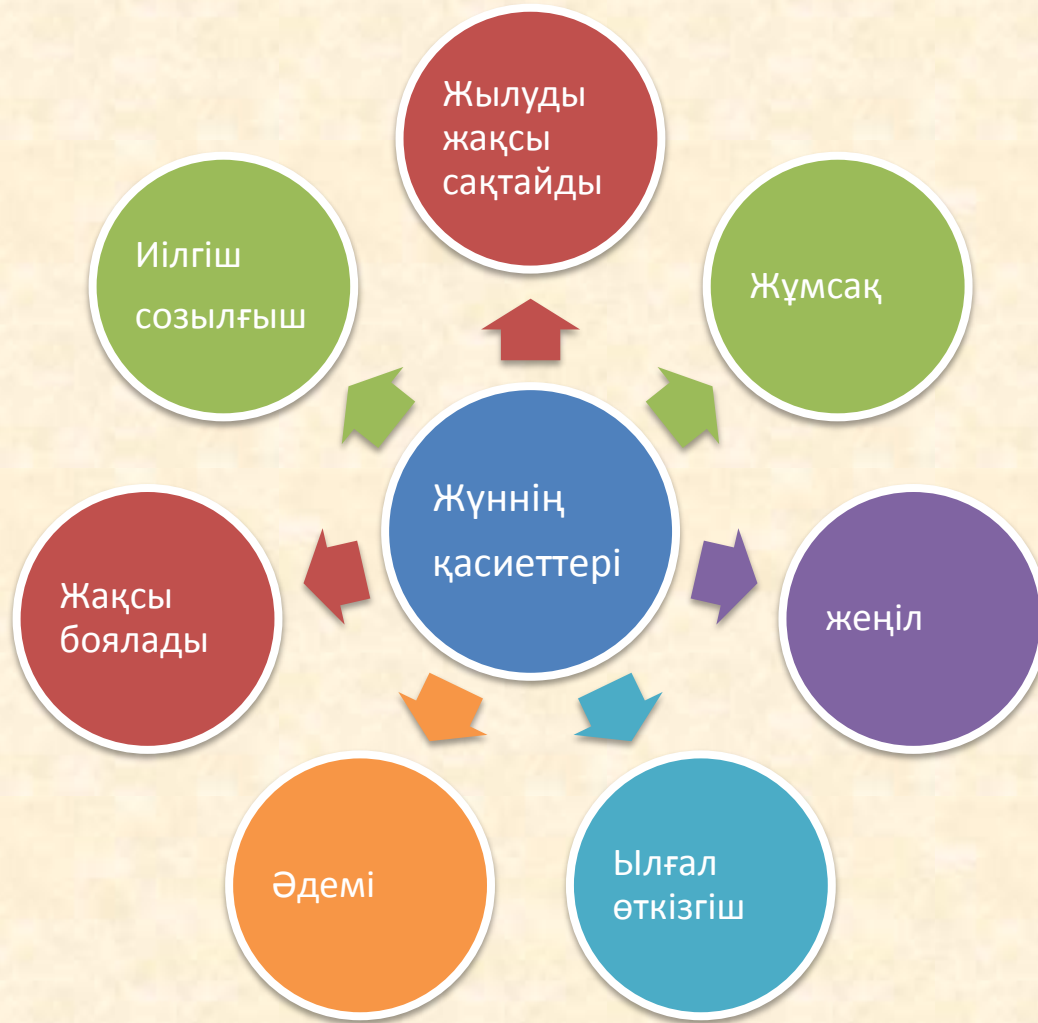 Жылуды
жақсы
сақтайды
Иілгіш
созылғыш
Жұмсақ
Жүннің
қасиеттері
Жақсы
боялады
жеңіл
Әдемі
Ылғал
өткізгіш